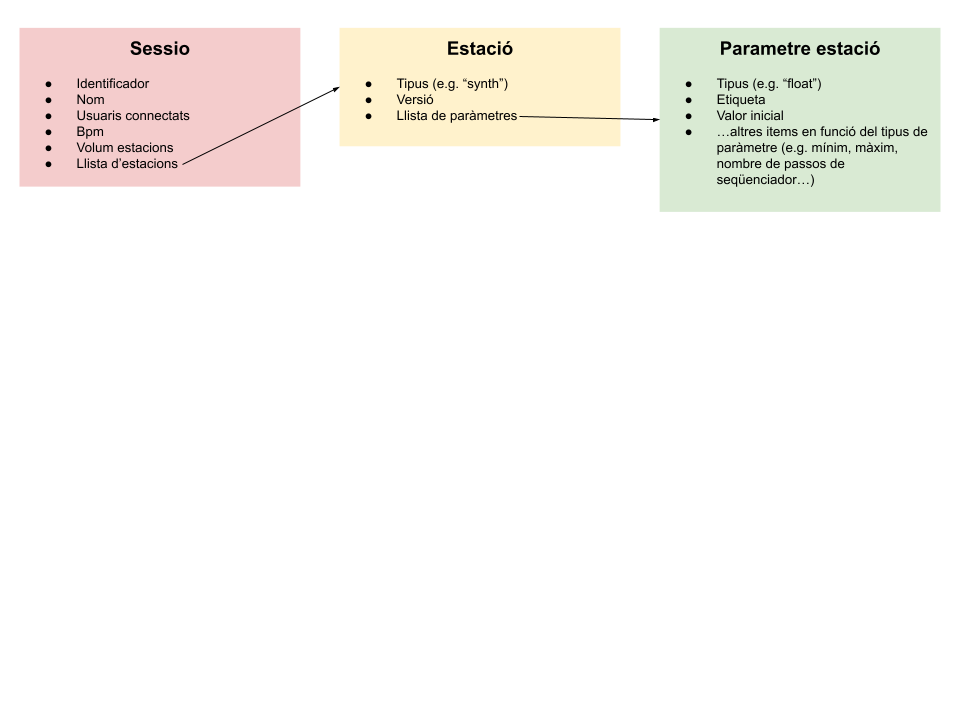 Sessio
● Identificador
● Nom
● Usuaris connectats
● Bpm
● Volum estacions
● Llista d’estacions
Estació
● Tipus (e.g. “synth”)
● Versió
● Llista de paràmetres
Parametre estació
● Tipus (e.g. “float”)
● Etiqueta
● Valor inicial
● …altres items en funció del tipus de
paràmetre (e.g. mínim, màxim,
nombre de passos de
seqüenciador…)